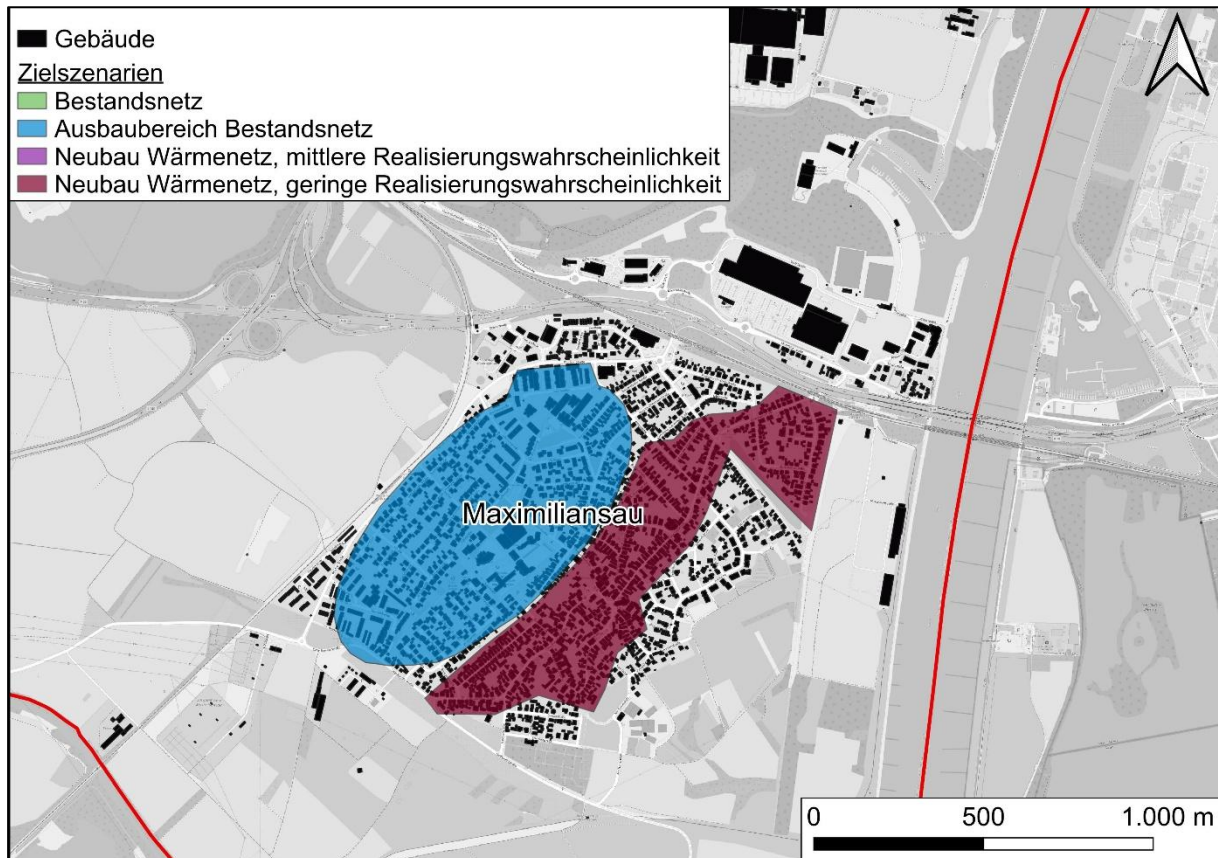 Gebäude
Zielszenarien
Bestandsnetz
Ausbaubereich Bestandsnetz
Neubau Wärmenetz, mittlere Realisierungswahrscheinlichkeit
Neubau Wärmenetz, geringe Realisierungswahrscheinlichkeit
Maximiliansau
0 500 1.000 m